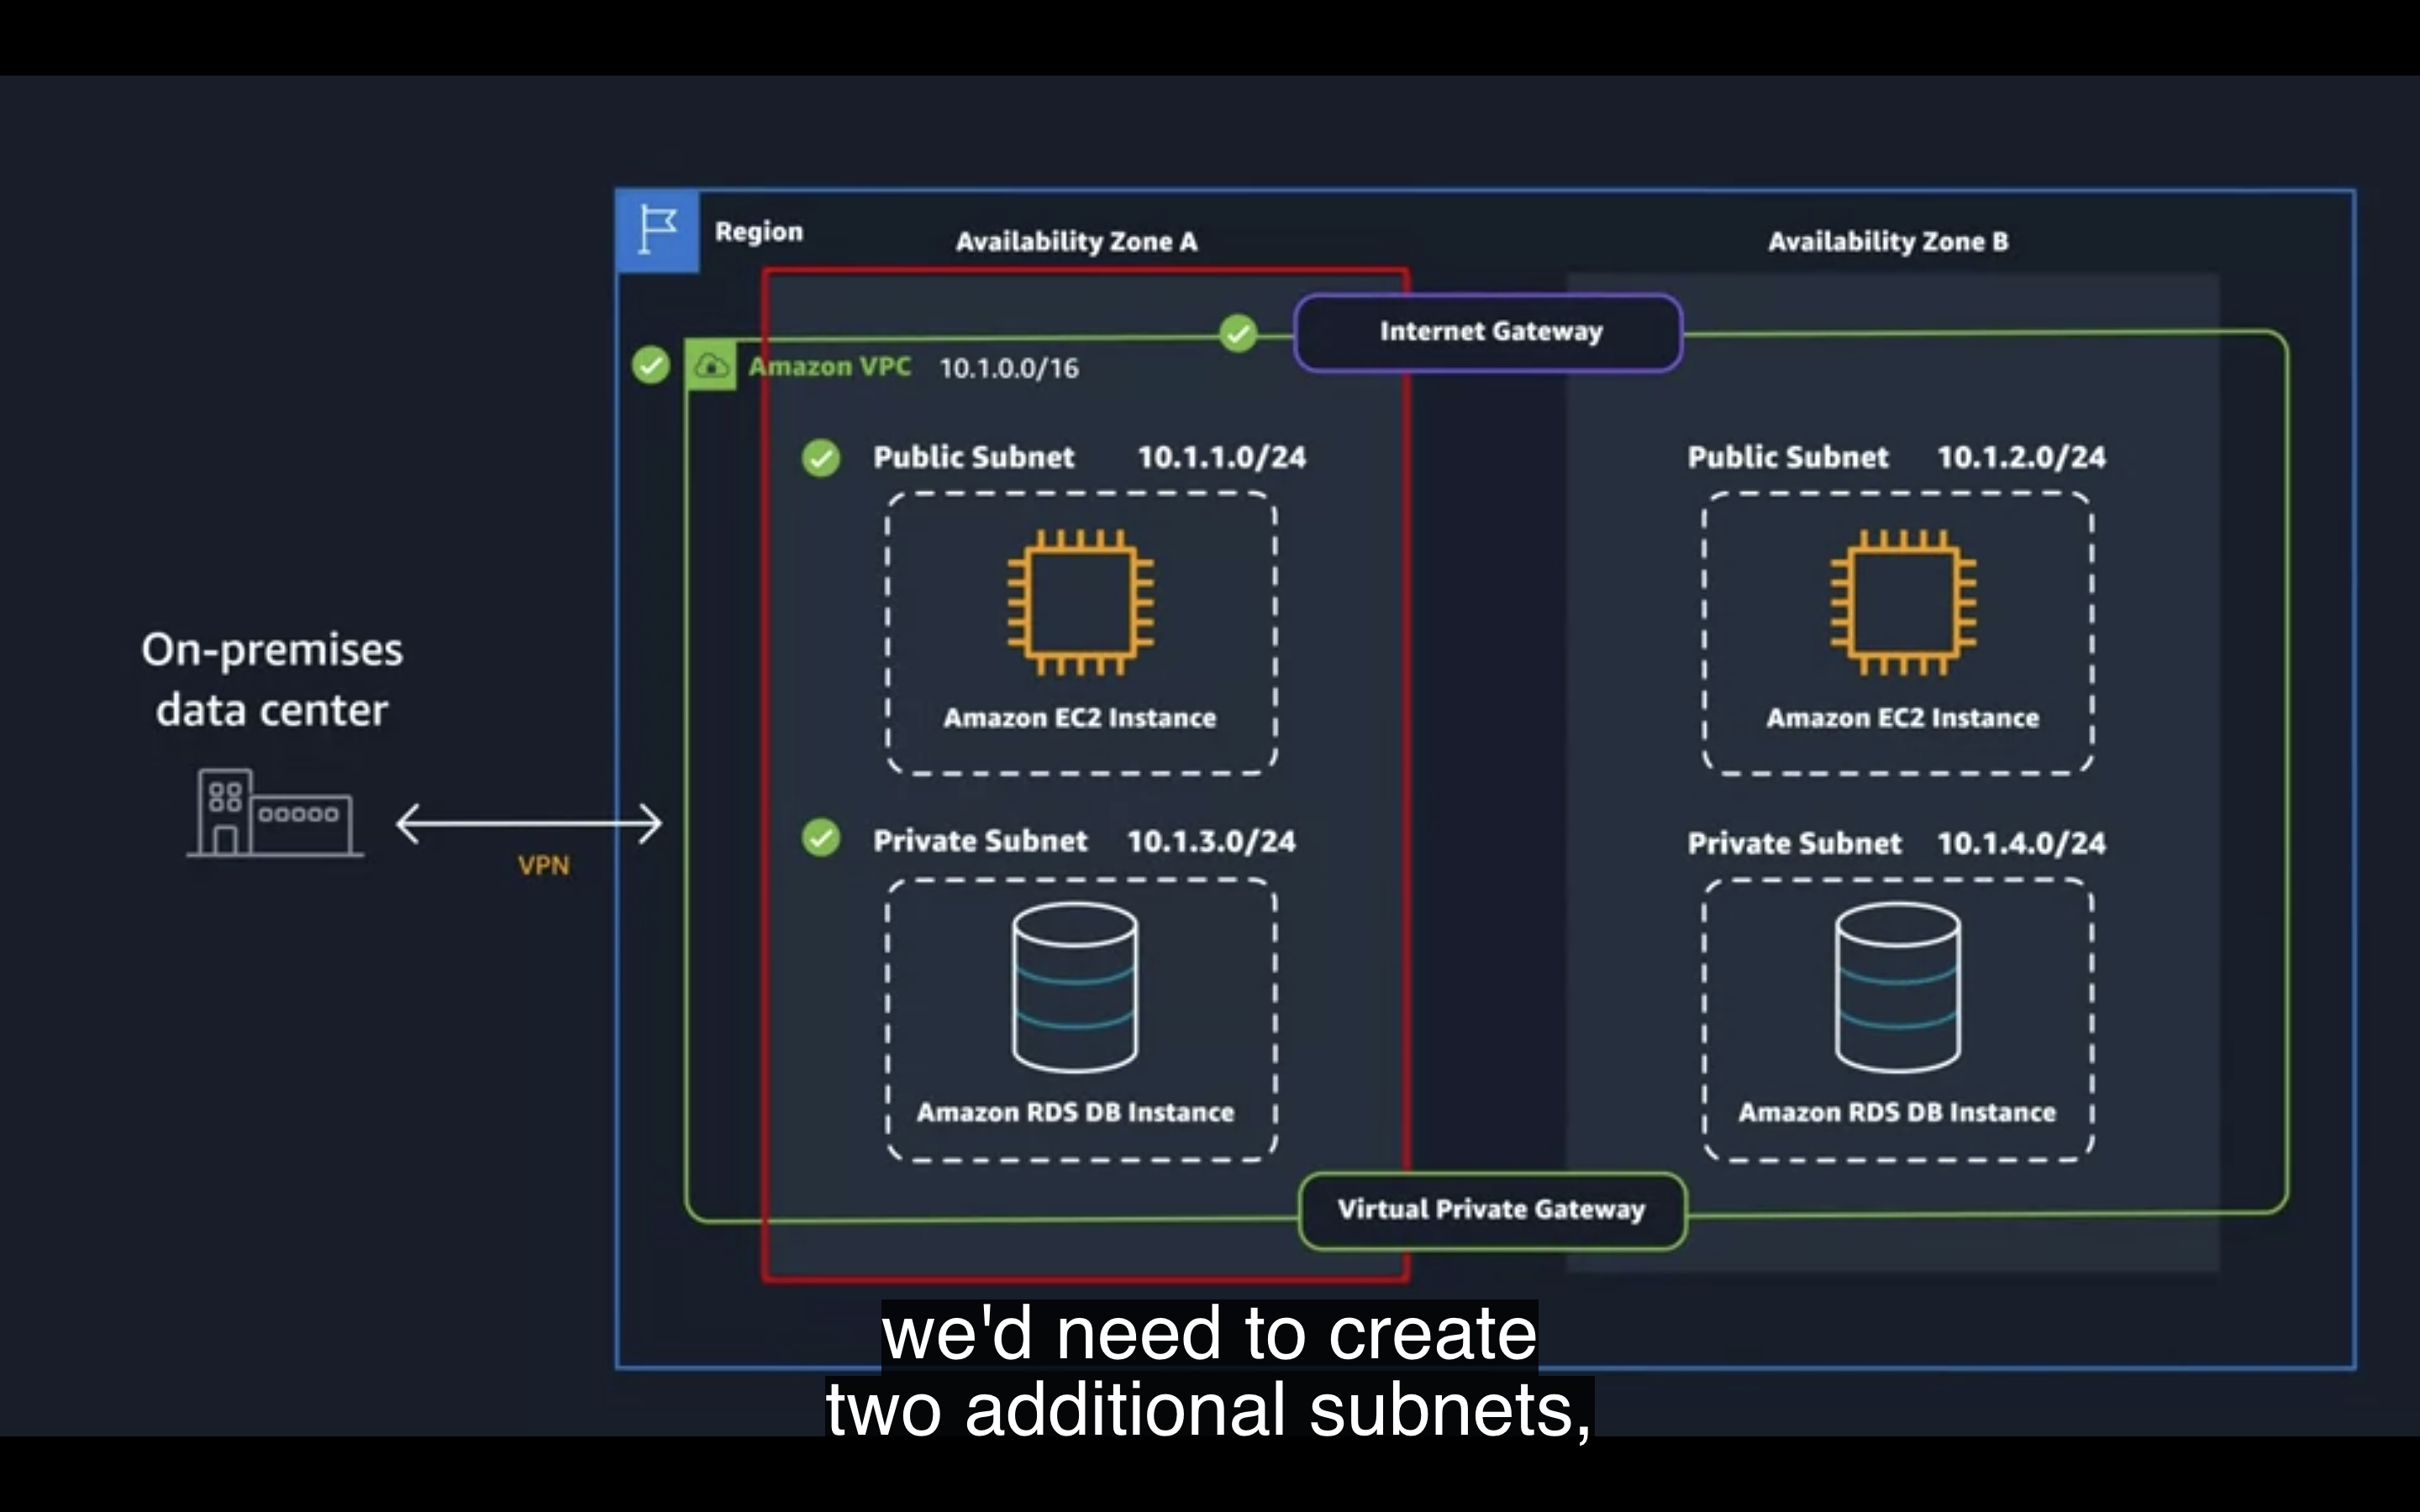 Region
Availability Zone A
Availability Zone B
Internet Gateway
Amazon VPC 10.1.0.0/16
Public Subnet 10.1.1.0/24
Public Subnet 10.1.2.0/24
Amazon EC2 Instance
Amazon EC2 Instance
On-premises
data center
VPN
Private Subnet 10.1.3.0/24
Private Subnet 10.1.4.0/24
Amazon RDS DB Instance
Amazon RDS DB Instance
Virtual Private Gateway
we'd need to create
two additional subnets,